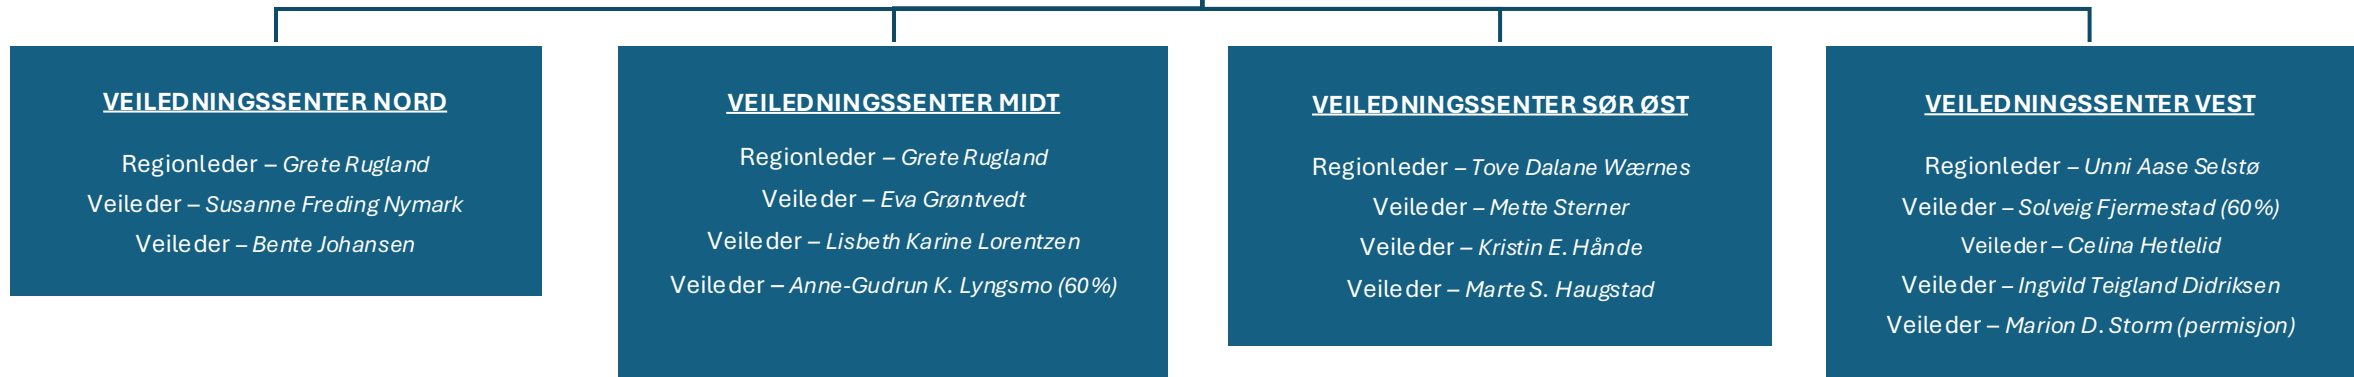 VEILEDNINGSSENTER NORD
Regionleder – Grete Rugland
Veileder – Susanne Freding Nymark
Veileder – Bente Johansen
VEILEDNINGSSENTER MIDT
Regionleder – Grete Rugland
Veileder – Eva Grøntvedt
Veileder – Lisbeth Karine Lorentzen
Veileder – Anne-Gudrun K. Lyngsmo (60%)
VEILEDNINGSSENTER SØR ØST
Regionleder – Tove Dalane Wærnes
Veileder – Mette Sterner
Veileder – Kristin E. Hånde
Veileder – Marte S. Haugstad
VEILEDNINGSSENTER VEST
Regionleder – Unni Aase Selstø
Veileder – Solveig Fjermestad (60%)
Veileder – Celina Hetlelid
Veileder – Ingvild Teigland Didriksen
Veileder – Marion D. Storm (permisjon)